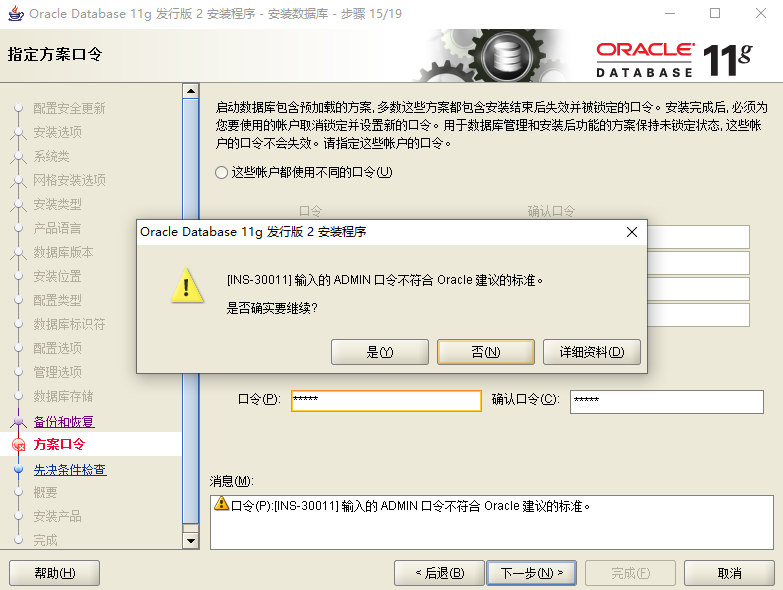 Oracle Database 11g 发行版 2 安装程序 - 安装数据库 - 步骤 15/19
指定方案口令
ORACLE
DATABASE 11g
配置安全更新
安装选项
系统类
网格安装选项
安装类型
产品语言
数据库版本
安装位置
配置类型
数据库标识符
配置选项
管理选项
数据库存储
备份和恢复
方案口令
先决条件检查
概要
安装产品
完成
启动数据库包含预加载的方案, 多数这些方案都包含安装结束后失效并被锁定的口令。安装完成后, 必须为
您要使用的帐户取消锁定并设置新的口令。用于数据库管理和安装后功能的方案保持未锁定状态, 这些帐
户的口令不会失效。请指定这些帐户的口令。
这些帐户都使用不同的口令(U)
口令 确认口令
Oracle Database 11g 发行版 2 安装程序
[INS-30011] 输入的 ADMIN 口令不符合 Oracle 建议的标准。
是否确实要继续?
是(Y) 否(N) 详细资料(D)
口令(P): ***** 确认口令(C): *****
消息(M):
口令(P):[INS-30011] 输入的 ADMIN 口令不符合 Oracle 建议的标准。
帮助(H) < 后退(B) 下一步(N) > 完成(F) 取消